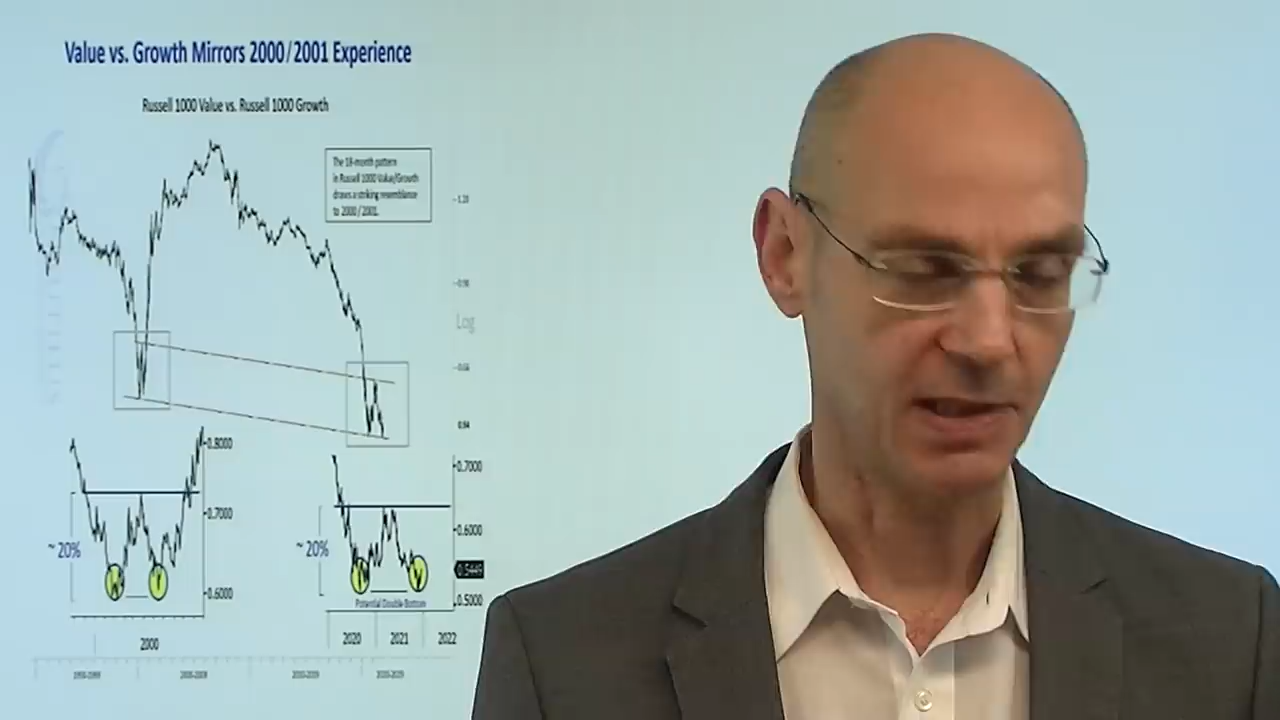 Value vs. Growth Mirrors 2000/2001 Experience
Russell 1000 Value vs. Russell 1000 Growth
The 18-month pattern
in Russell 1000 Value/Growth
draws a striking resemblance
to 2000 / 2001.
Log
0.8000
0.7000
0.6000
~20%
2000
0.7000
0.6000
0.5449
0.5000
~20%
Potential Double Bottom
2020
2021
2022